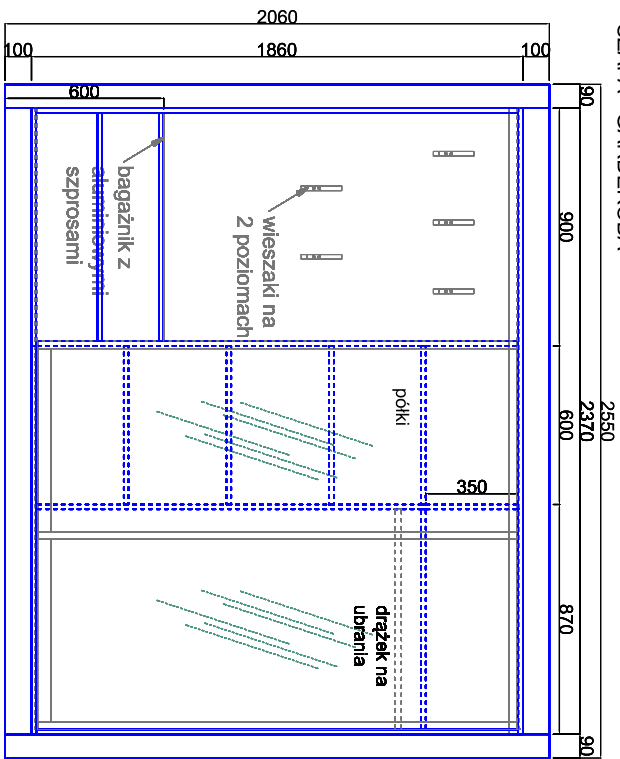 2060
100
1860
100
600
90
2550
2370
900
600
870
90
350
bagażnik z
aluminiowymi
szprosami
wieszaki na
2 poziomach
półki
drążek na
ubrania